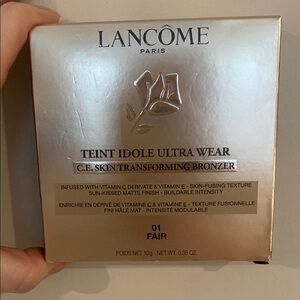 LANCÔME
PARIS
TEINT IDOLE ULTRA WEAR
C.E. SKIN TRANSFORMING BRONZER
INFUSED WITH VITAMIN C DERIVATE & VITAMIN E - SKIN-FUSING TEXTURE
SUN-KISSED MATTE FINISH - BUILDABLE INTENSITY
ENRICHIE EN DÉRIVÉ DE VITAMINE C & VITAMINE E - TEXTURE FUSIONNELLE
FINI HÂLÉ MAT - INTENSITÉ MODULABLE
01
FAIR
POIDS NET 10g - NET WT. 0.35 OZ.